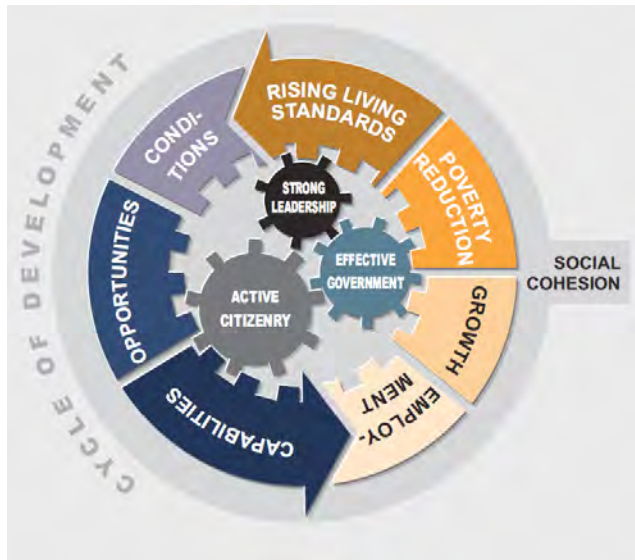 CYCLE OF DEVELOPMENT
CONDI-
TIONS
RISING LIVING
STANDARDS
POVERTY
REDUCTION
STRONG
LEADERSHIP
OPPORTUNITIES
EFFECTIVE
GOVERNMENT
SOCIAL
COHESION
ACTIVE
CITIZENRY
GROWTH
EMPLOY-
MENT
CAPABILITIES